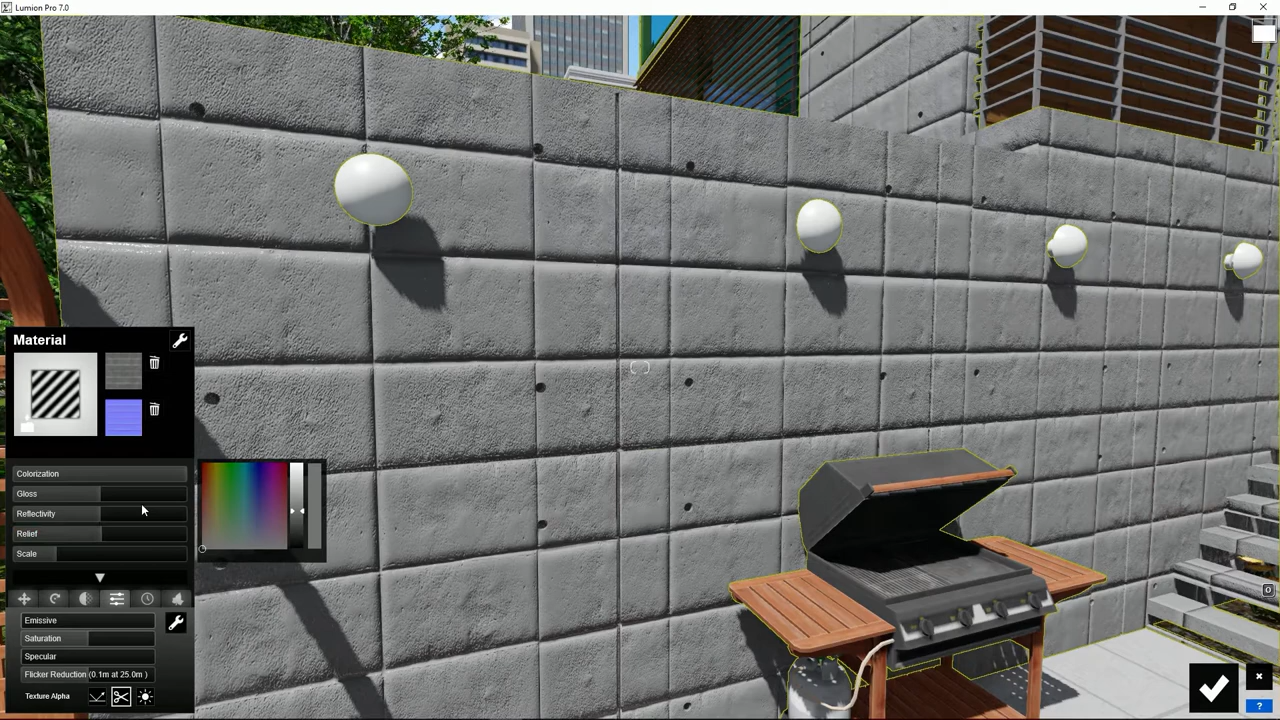 Lumion Pro 7.0
Material
Colorization
Gloss
Reflectivity
Relief
Scale
Emissive
Saturation
Specular
Flicker Reduction (0.1m at 25.0m )
Texture Alpha
?